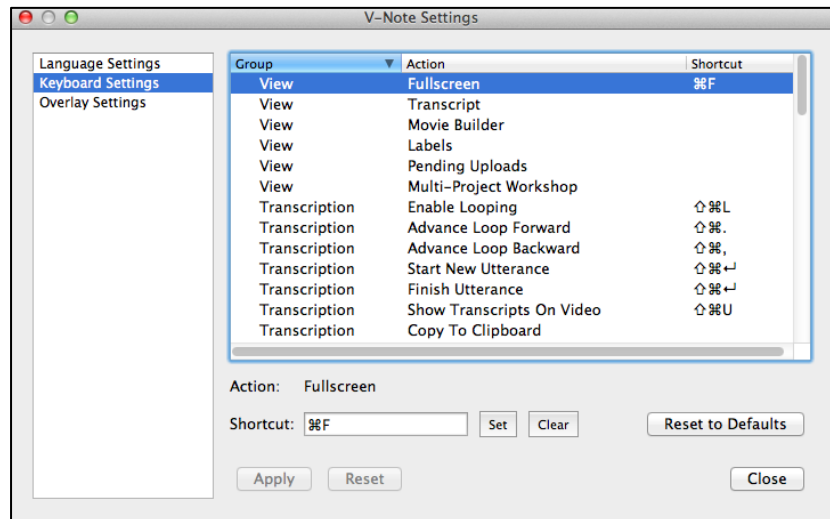 V-Note Settings
Language Settings
Keyboard Settings
Overlay Settings
Group ▼ Action Shortcut
View Fullscreen ⌘F
View Transcript
View Movie Builder
View Labels
View Pending Uploads
View Multi-Project Workshop
Transcription Enable Looping ⇧⌘L
Transcription Advance Loop Forward ⇧⌘.
Transcription Advance Loop Backward ⇧⌘,
Transcription Start New Utterance ⇧⌘↩
Transcription Finish Utterance ⇧⌘↩
Transcription Show Transcripts On Video ⇧⌘U
Transcription Copy To Clipboard
Action: Fullscreen
Shortcut: ⌘F Set Clear Reset to Defaults
Apply Reset Close